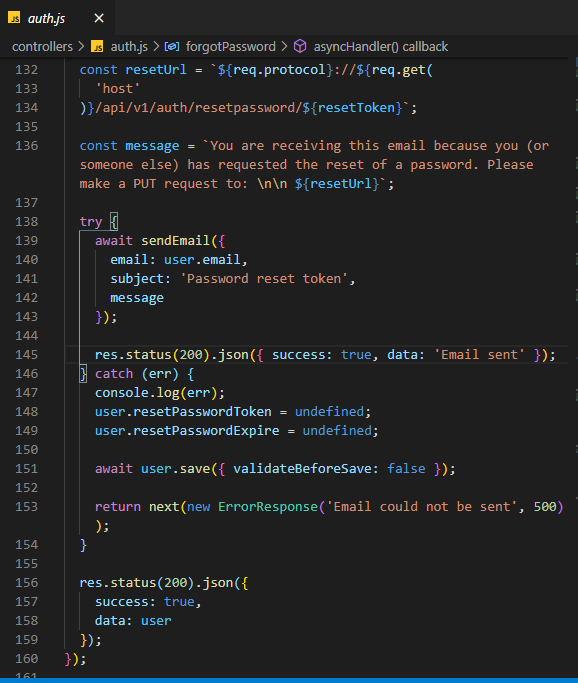 JS auth.js ×
controllers > JS auth.js > forgotPassword > asyncHandler() callback
132 const resetUrl = `${req.protocol}://${req.get(
133 'host'
134 )}/api/v1/auth/resetpassword/${resetToken}`;
135
136 const message = `You are receiving this email because you (or
someone else) has requested the reset of a password. Please
make a PUT request to: \n\n ${resetUrl}`;
137
138 try {
139 await sendEmail({
140 email: user.email,
141 subject: 'Password reset token',
142 message
143 });
144
145 res.status(200).json({ success: true, data: 'Email sent' });
146 } catch (err) {
147 console.log(err);
148 user.resetPasswordToken = undefined;
149 user.resetPasswordExpire = undefined;
150
151 await user.save({ validateBeforeSave: false });
152
153 return next(new ErrorResponse('Email could not be sent', 500)
);
154 }
155
156 res.status(200).json({
157 success: true,
158 data: user
159 });
160 });
161